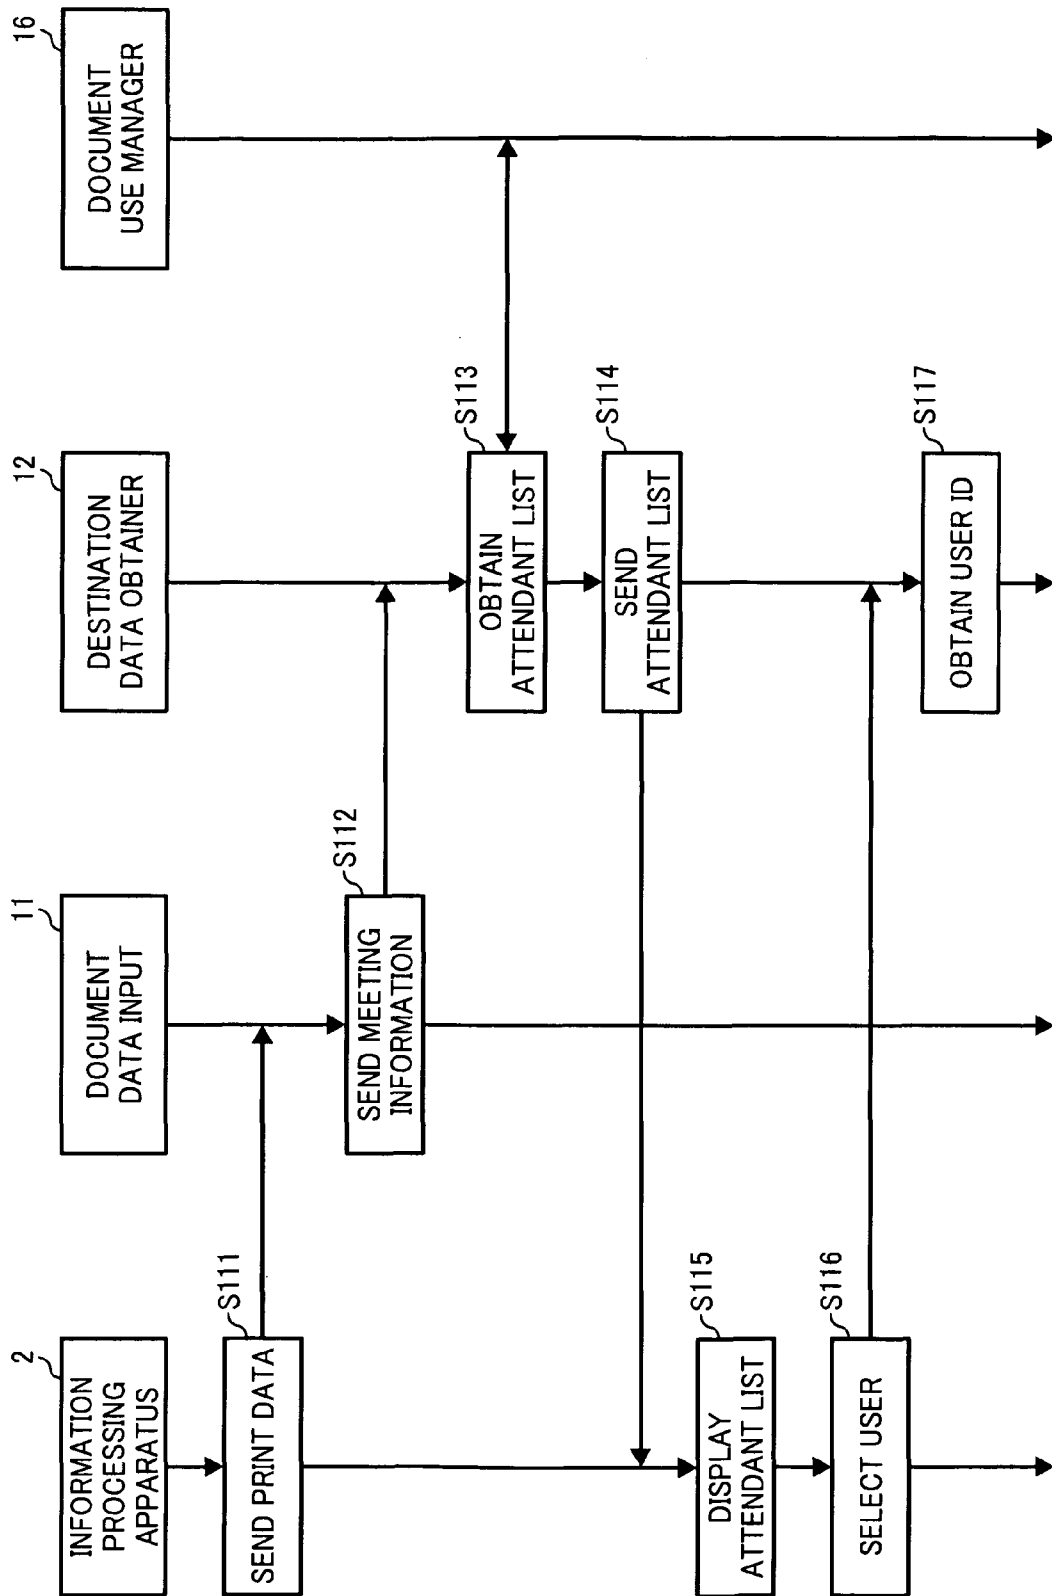 2
INFORMATION
PROCESSING
APPARATUS
11
DOCUMENT
DATA INPUT
12
DESTINATION
DATA OBTAINER
16
DOCUMENT
USE MANAGER
S111
SEND PRINT DATA
S112
SEND MEETING
INFORMATION
S113
OBTAIN
ATTENDANT LIST
S114
SEND
ATTENDANT LIST
S115
DISPLAY
ATTENDANT LIST
S116
SELECT USER
S117
OBTAIN USER ID